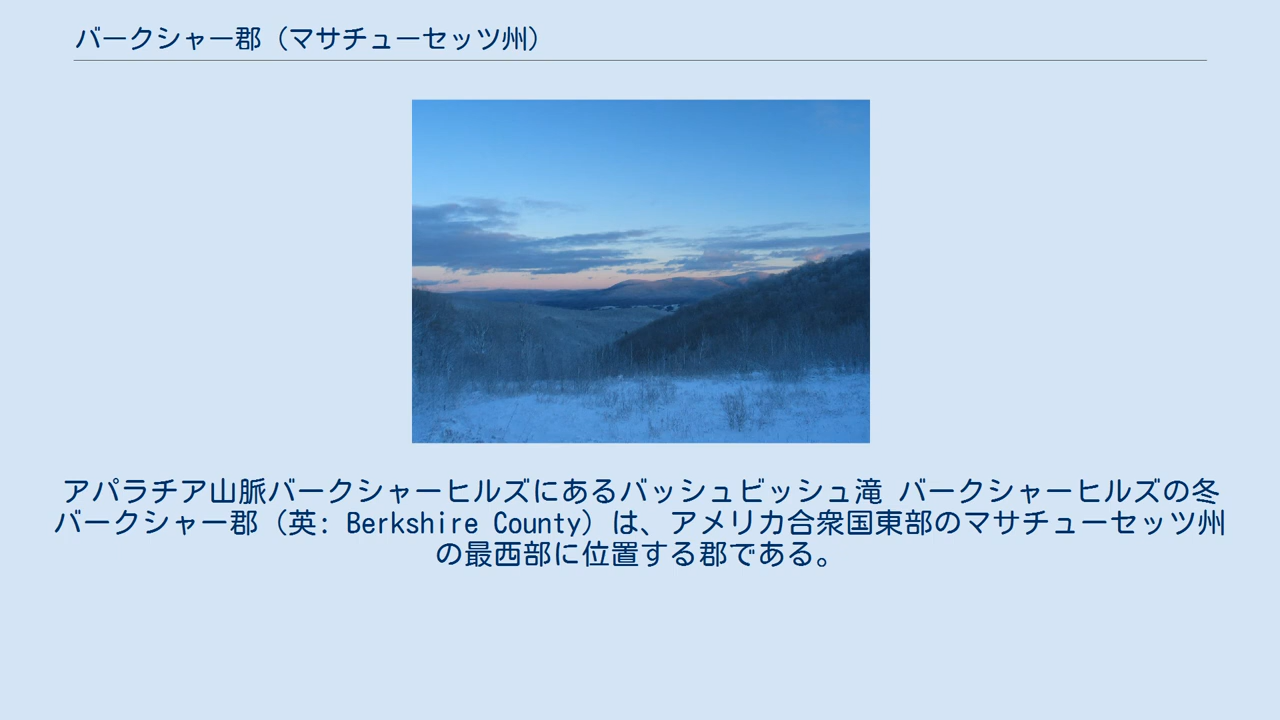 バークシャー郡（マサチューセッツ州）
アパラチア山脈バークシャーヒルズにあるバッシュビッシュ滝 バークシャーヒルズの冬
バークシャー郡（英: Berkshire County）は、アメリカ合衆国東部のマサチューセッツ州
の最西部に位置する郡である。